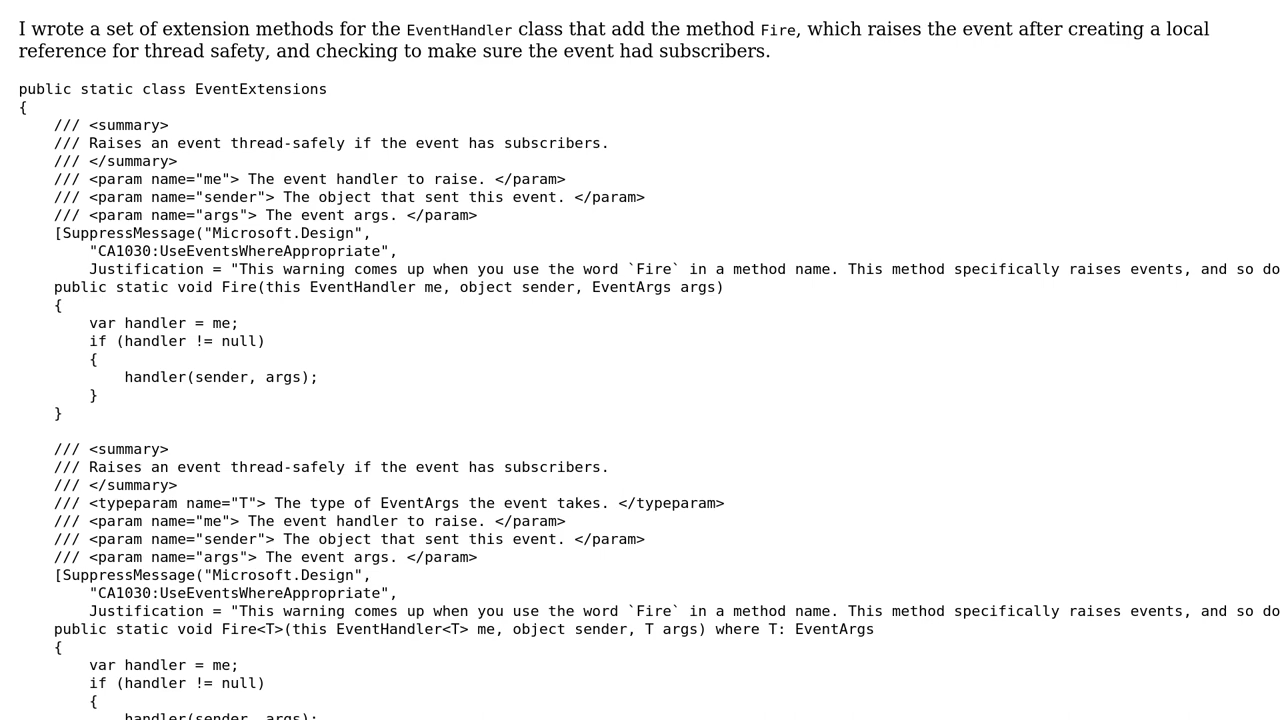 I wrote a set of extension methods for the EventHandler class that add the method Fire, which raises the event after creating a local
reference for thread safety, and checking to make sure the event had subscribers.
public static class EventExtensions
{
    /// <summary>
    /// Raises an event thread-safely if the event has subscribers.
    /// </summary>
    /// <param name="me"> The event handler to raise. </param>
    /// <param name="sender"> The object that sent this event. </param>
    /// <param name="args"> The event args. </param>
    [SuppressMessage("Microsoft.Design",
        "CA1030:UseEventsWhereAppropriate",
        Justification = "This warning comes up when you use the word `Fire` in a method name. This method specifically raises events, and so do
    public static void Fire(this EventHandler me, object sender, EventArgs args)
    {
        var handler = me;
        if (handler != null)
        {
            handler(sender, args);
        }
    }

    /// <summary>
    /// Raises an event thread-safely if the event has subscribers.
    /// </summary>
    /// <typeparam name="T"> The type of EventArgs the event takes. </typeparam>
    /// <param name="me"> The event handler to raise. </param>
    /// <param name="sender"> The object that sent this event. </param>
    /// <param name="args"> The event args. </param>
    [SuppressMessage("Microsoft.Design",
        "CA1030:UseEventsWhereAppropriate",
        Justification = "This warning comes up when you use the word `Fire` in a method name. This method specifically raises events, and so do
    public static void Fire<T>(this EventHandler<T> me, object sender, T args) where T: EventArgs
    {
        var handler = me;
        if (handler != null)
        {
            handler(sender, args);